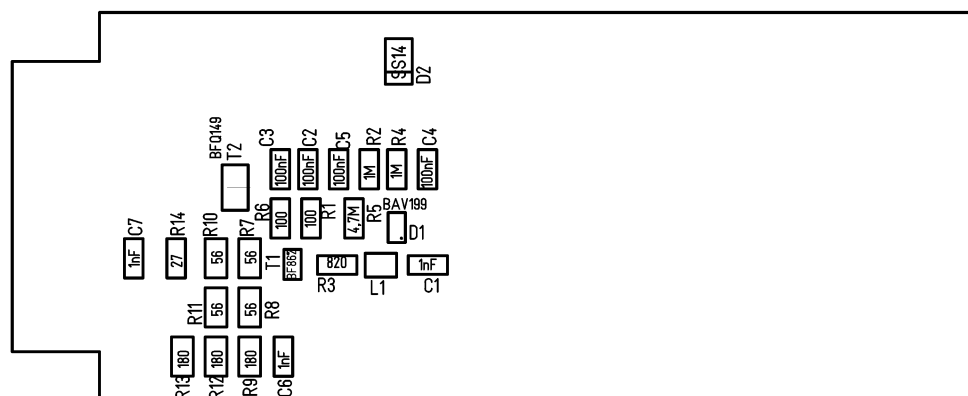 SS14
D2
BFQ149
T2
C3
C2
C5
R2
R4
C4
100nF
100nF
100nF
1M
1M
100nF
R6
100
100
R1
4,7M
R5
BAV199
D1
C7
R14
R10
R7
1nF
27
56
56
T1
BF862
820
R3
L1
1nF
C1
R11
56
56
R8
180
180
180
1nF
R13
R12
R9
C6